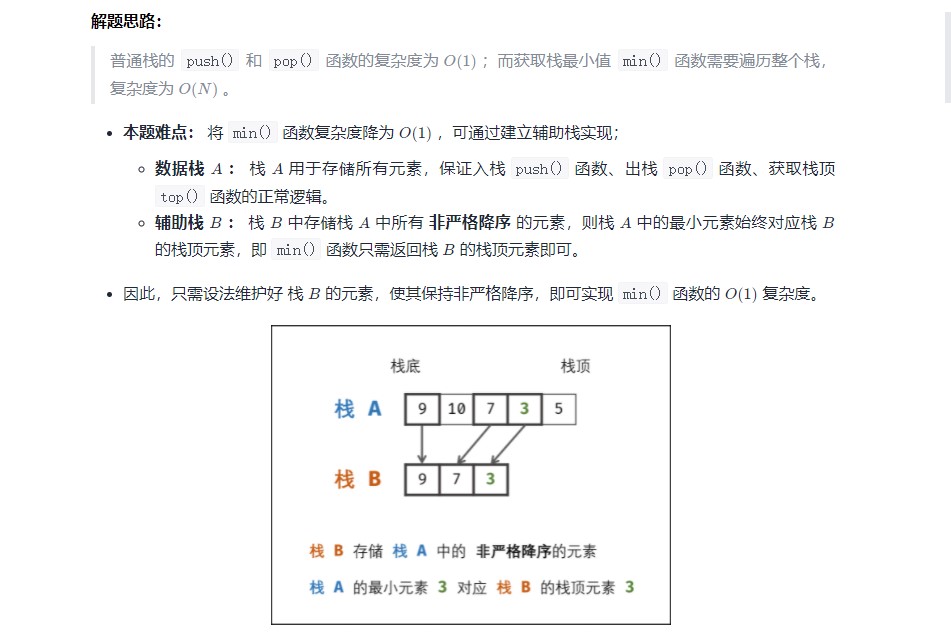 解题思路：
普通栈的 push() 和 pop() 函数的复杂度为 O(1) ；而获取栈最小值 min() 函数需要遍历整个栈，
复杂度为 O(N) 。
• 本题难点： 将 min() 函数复杂度降为 O(1) ，可通过建立辅助栈实现；
◦ 数据栈 A ： 栈 A 用于存储所有元素，保证入栈 push() 函数、出栈 pop() 函数、获取栈顶
top() 函数的正常逻辑。
◦ 辅助栈 B ： 栈 B 中存储栈 A 中所有 非严格降序 的元素，则栈 A 中的最小元素始终对应栈 B
的栈顶元素，即 min() 函数只需返回栈 B 的栈顶元素即可。
• 因此，只需设法维护好 栈 B 的元素，使其保持非严格降序，即可实现 min() 函数的 O(1) 复杂度。
栈底 栈顶
栈 A 9 10 7 3 5
栈 B 9 7 3
栈 B 存储 栈 A 中的 非严格降序的元素
栈 A 的最小元素 3 对应 栈 B 的栈顶元素 3